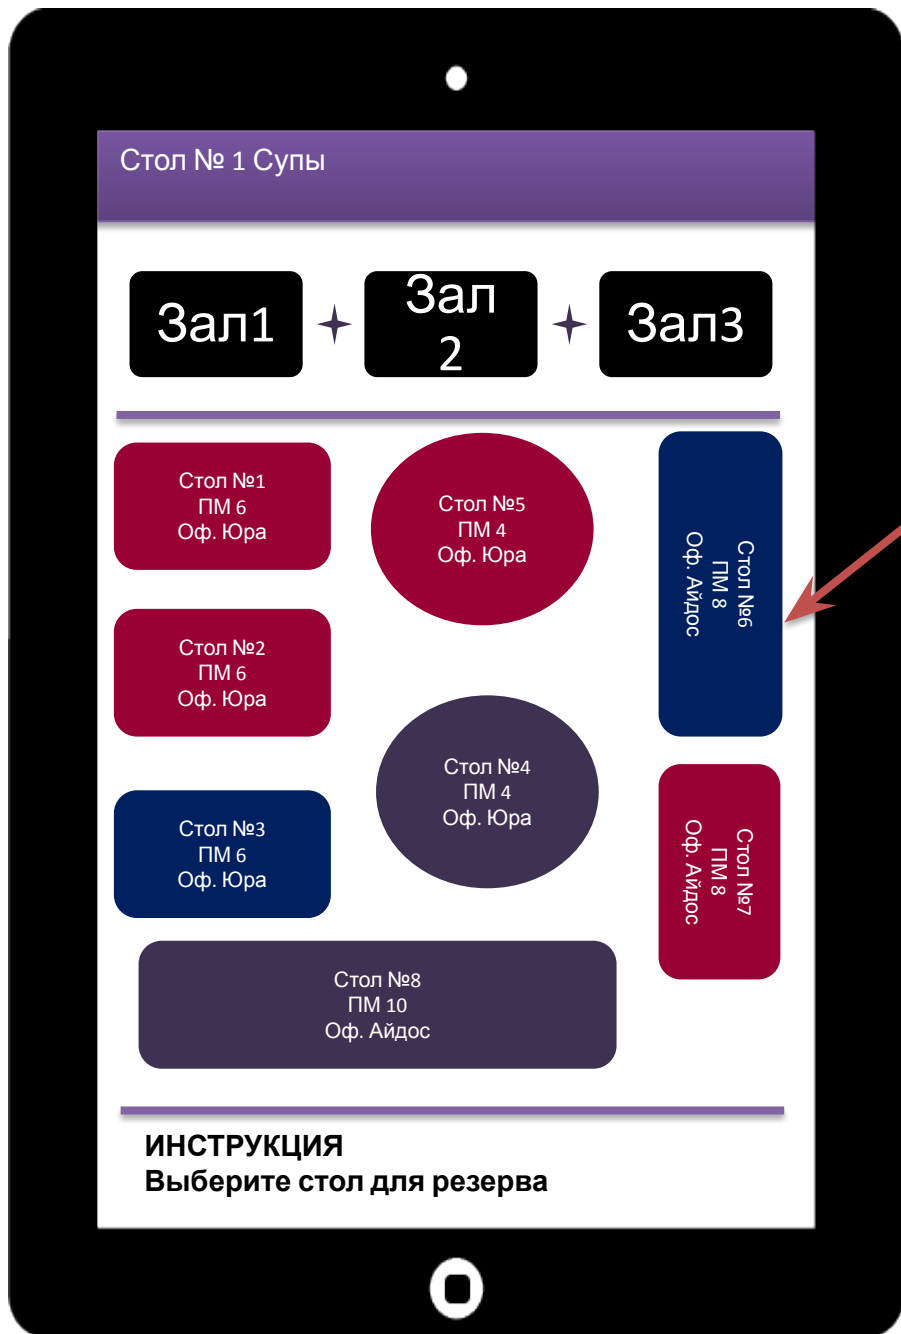 Стол № 1 Супы
Зал1
Зал
2
Зал3
Стол №1
ПМ 6
Оф. Юра
Стол №5
ПМ 4
Оф. Юра
Стол №6
ПМ 8
Оф. Айдос
Стол №2
ПМ 6
Оф. Юра
Стол №4
ПМ 4
Оф. Юра
Стол №3
ПМ 6
Оф. Юра
Стол №7
ПМ 8
Оф. Айдос
Стол №8
ПМ 10
Оф. Айдос
ИНСТРУКЦИЯ
Выберите стол для резерва